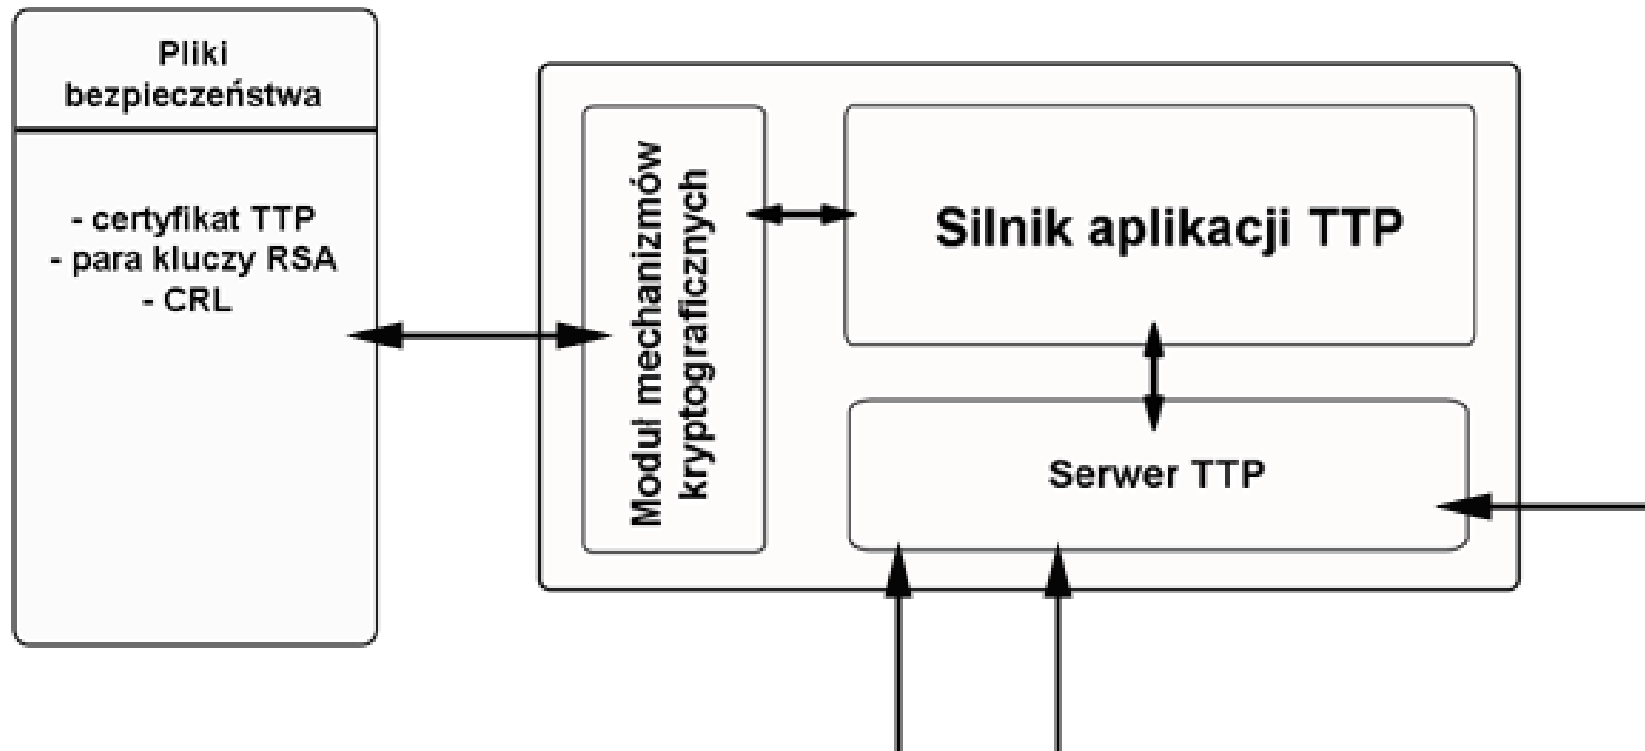 Pliki
bezpieczeństwa
- certyfikat TTP
- para kluczy RSA
- CRL
Moduł mechanizmów
kryptograficznych
Silnik aplikacji TTP
Serwer TTP